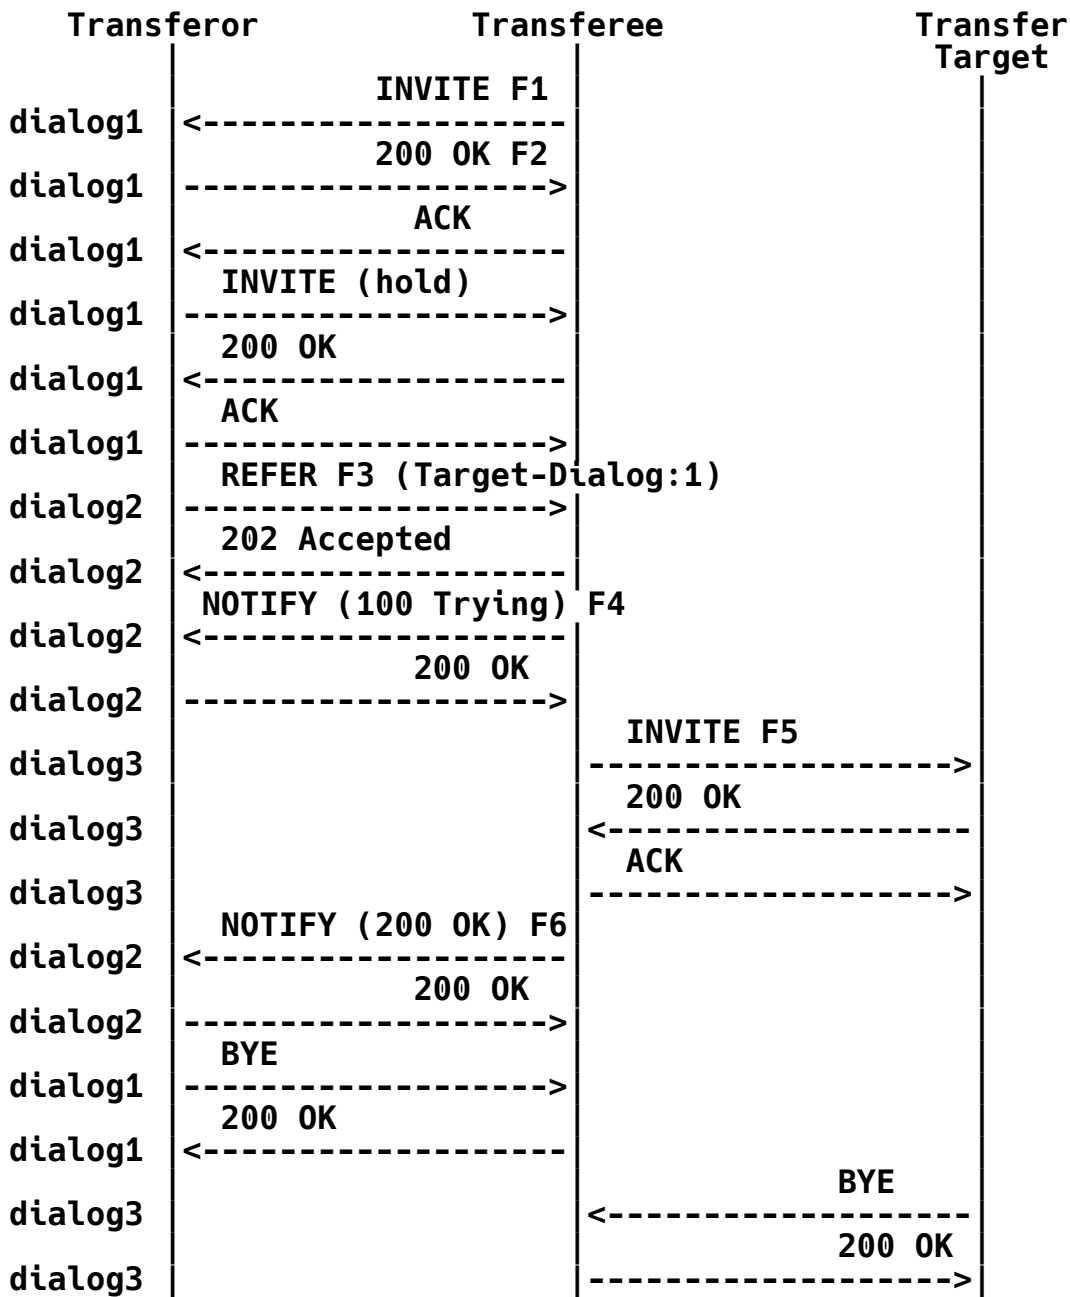 Transferor Transferee Transfer
Target
INVITE F1
dialog1 |<-------------------|
200 OK F2
dialog1 |------------------->|
ACK
dialog1 |<-------------------|
INVITE (hold)
dialog1 |------------------->|
200 OK
dialog1 |<-------------------|
ACK
dialog1 |------------------->|
REFER F3 (Target-Dialog:1)
dialog2 |------------------->|
202 Accepted
dialog2 |<-------------------|
NOTIFY (100 Trying) F4
dialog2 |<-------------------|
200 OK
dialog2 |------------------->|
INVITE F5
dialog3 |------------------->|
200 OK
dialog3 |<-------------------|
ACK
dialog3 |------------------->|
NOTIFY (200 OK) F6
dialog2 |<-------------------|
200 OK
dialog2 |------------------->|
BYE
dialog1 |------------------->|
200 OK
dialog1 |<-------------------|
BYE
dialog3 |<-------------------|
200 OK
dialog3 |------------------->|